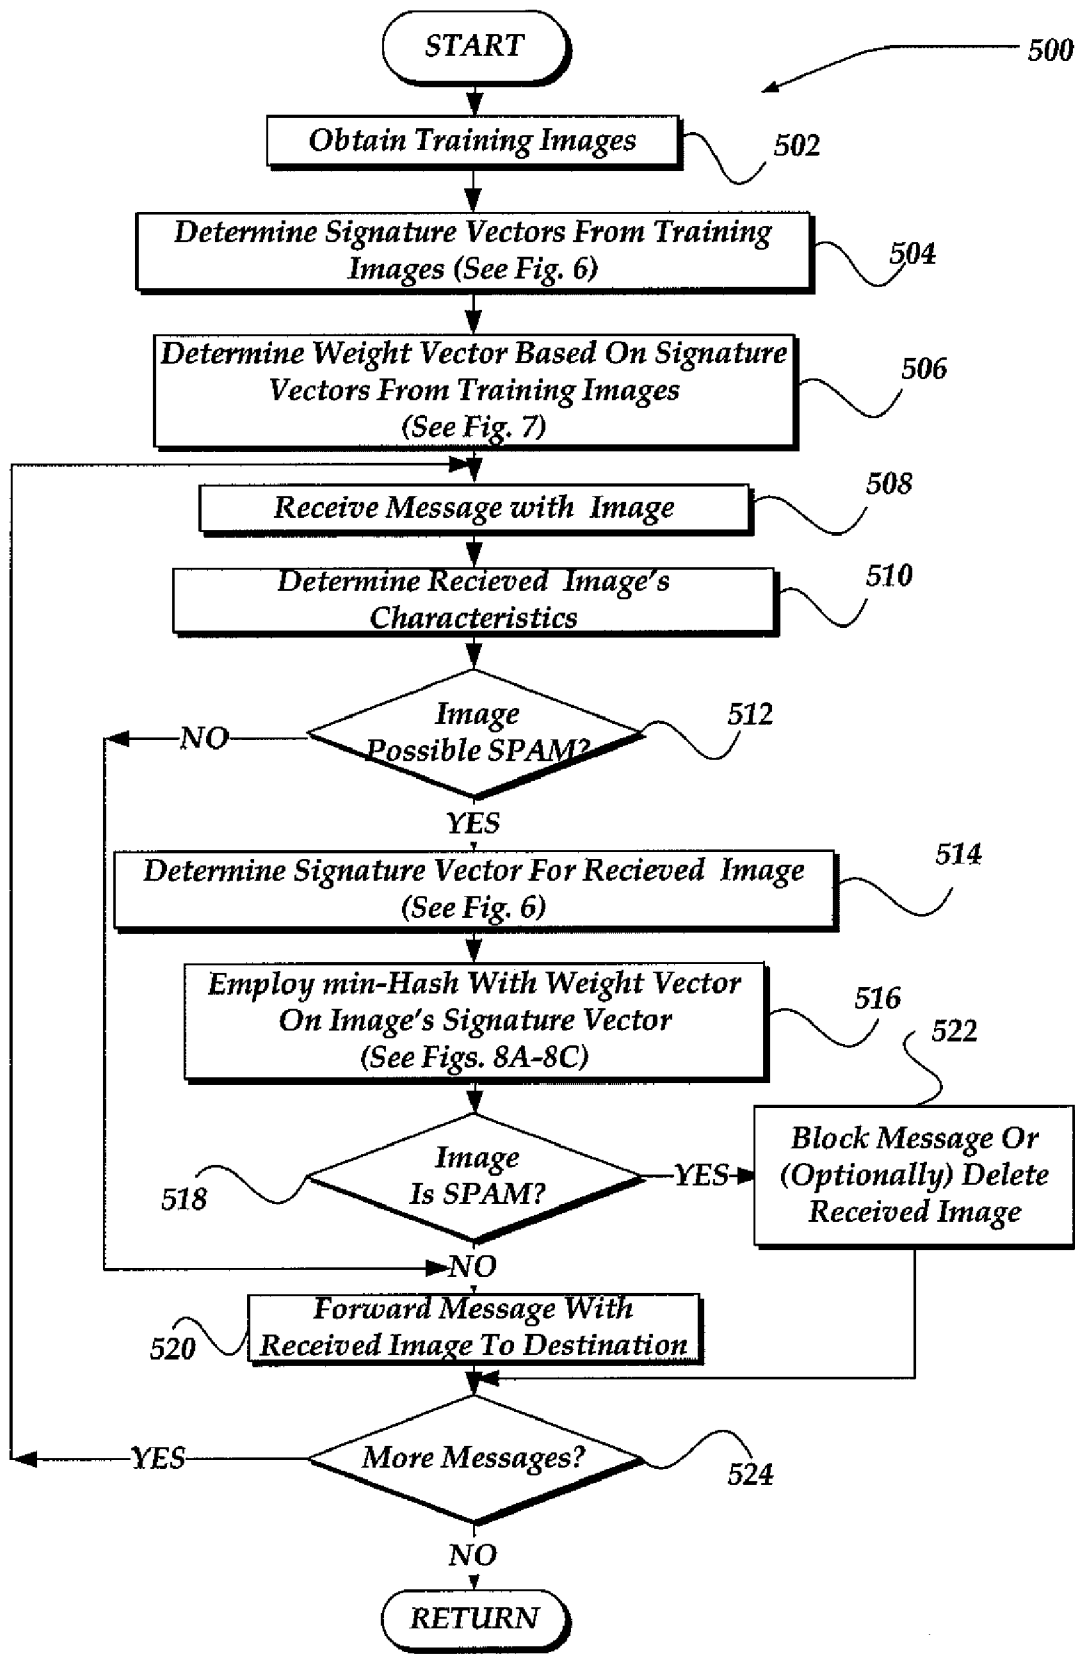 START
500
Obtain Training Images
502
Determine Signature Vectors From Training
Images (See Fig. 6)
504
Determine Weight Vector Based On Signature
Vectors From Training Images
(See Fig. 7)
506
Receive Message with Image
508
Determine Recieved Image's
Characteristics
510
Image
Possible SPAM?
512
NO
YES
Determine Signature Vector For Recieved Image
(See Fig. 6)
514
Employ min-Hash With Weight Vector
On Image's Signature Vector
(See Figs. 8A-8C)
516
522
Block Message Or
(Optionally) Delete
Received Image
Image
Is SPAM?
518
YES
NO
Forward Message With
Received Image To Destination
520
More Messages?
524
YES
NO
RETURN